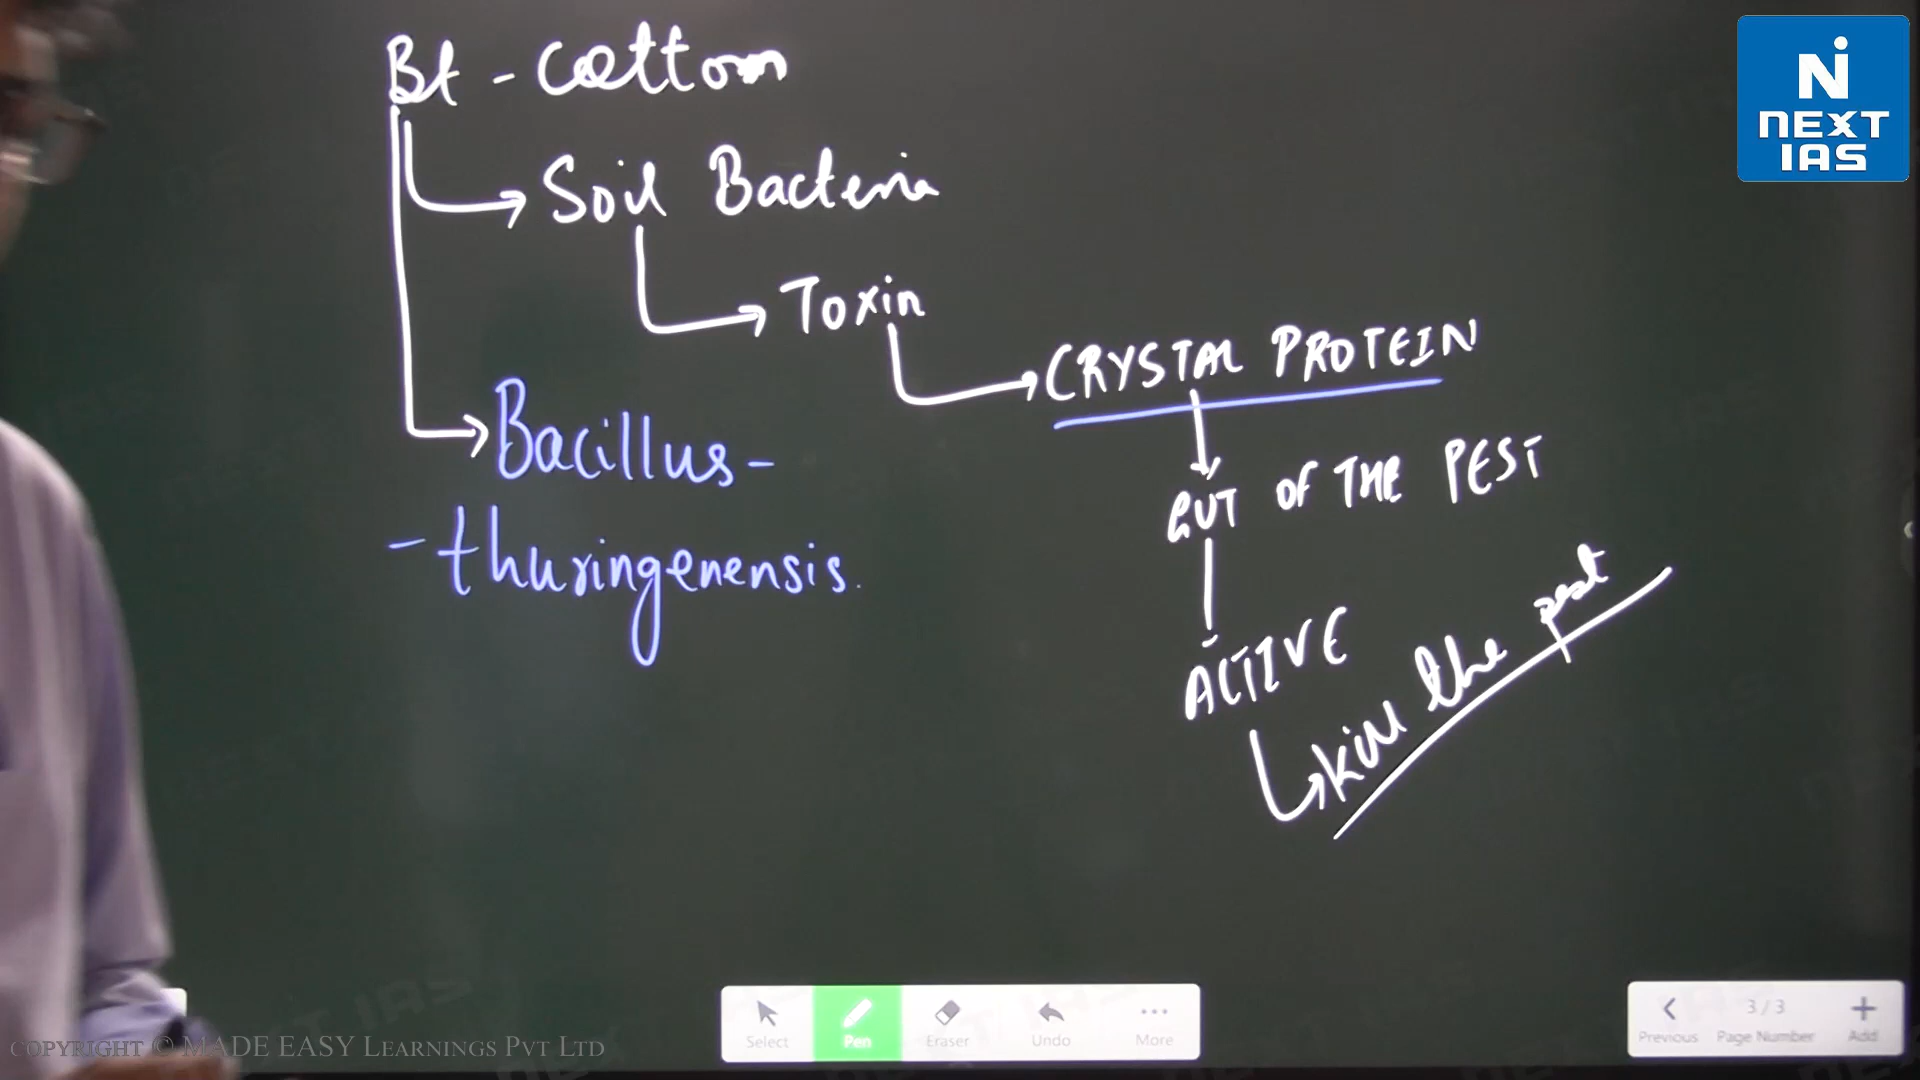 Bt - Cotton
Soil Bacteria
Toxin
CRYSTAL PROTEIN
Bacillus -
- thuringenensis.
GUT OF THE PEST
ACTIVE
kill the pest
NEXT
IAS
Select
Pen
Eraser
Undo
More
Previous
3 / 3
Page Number
Add
COPYRIGHT © MADE EASY LEARNINGS PVT LTD